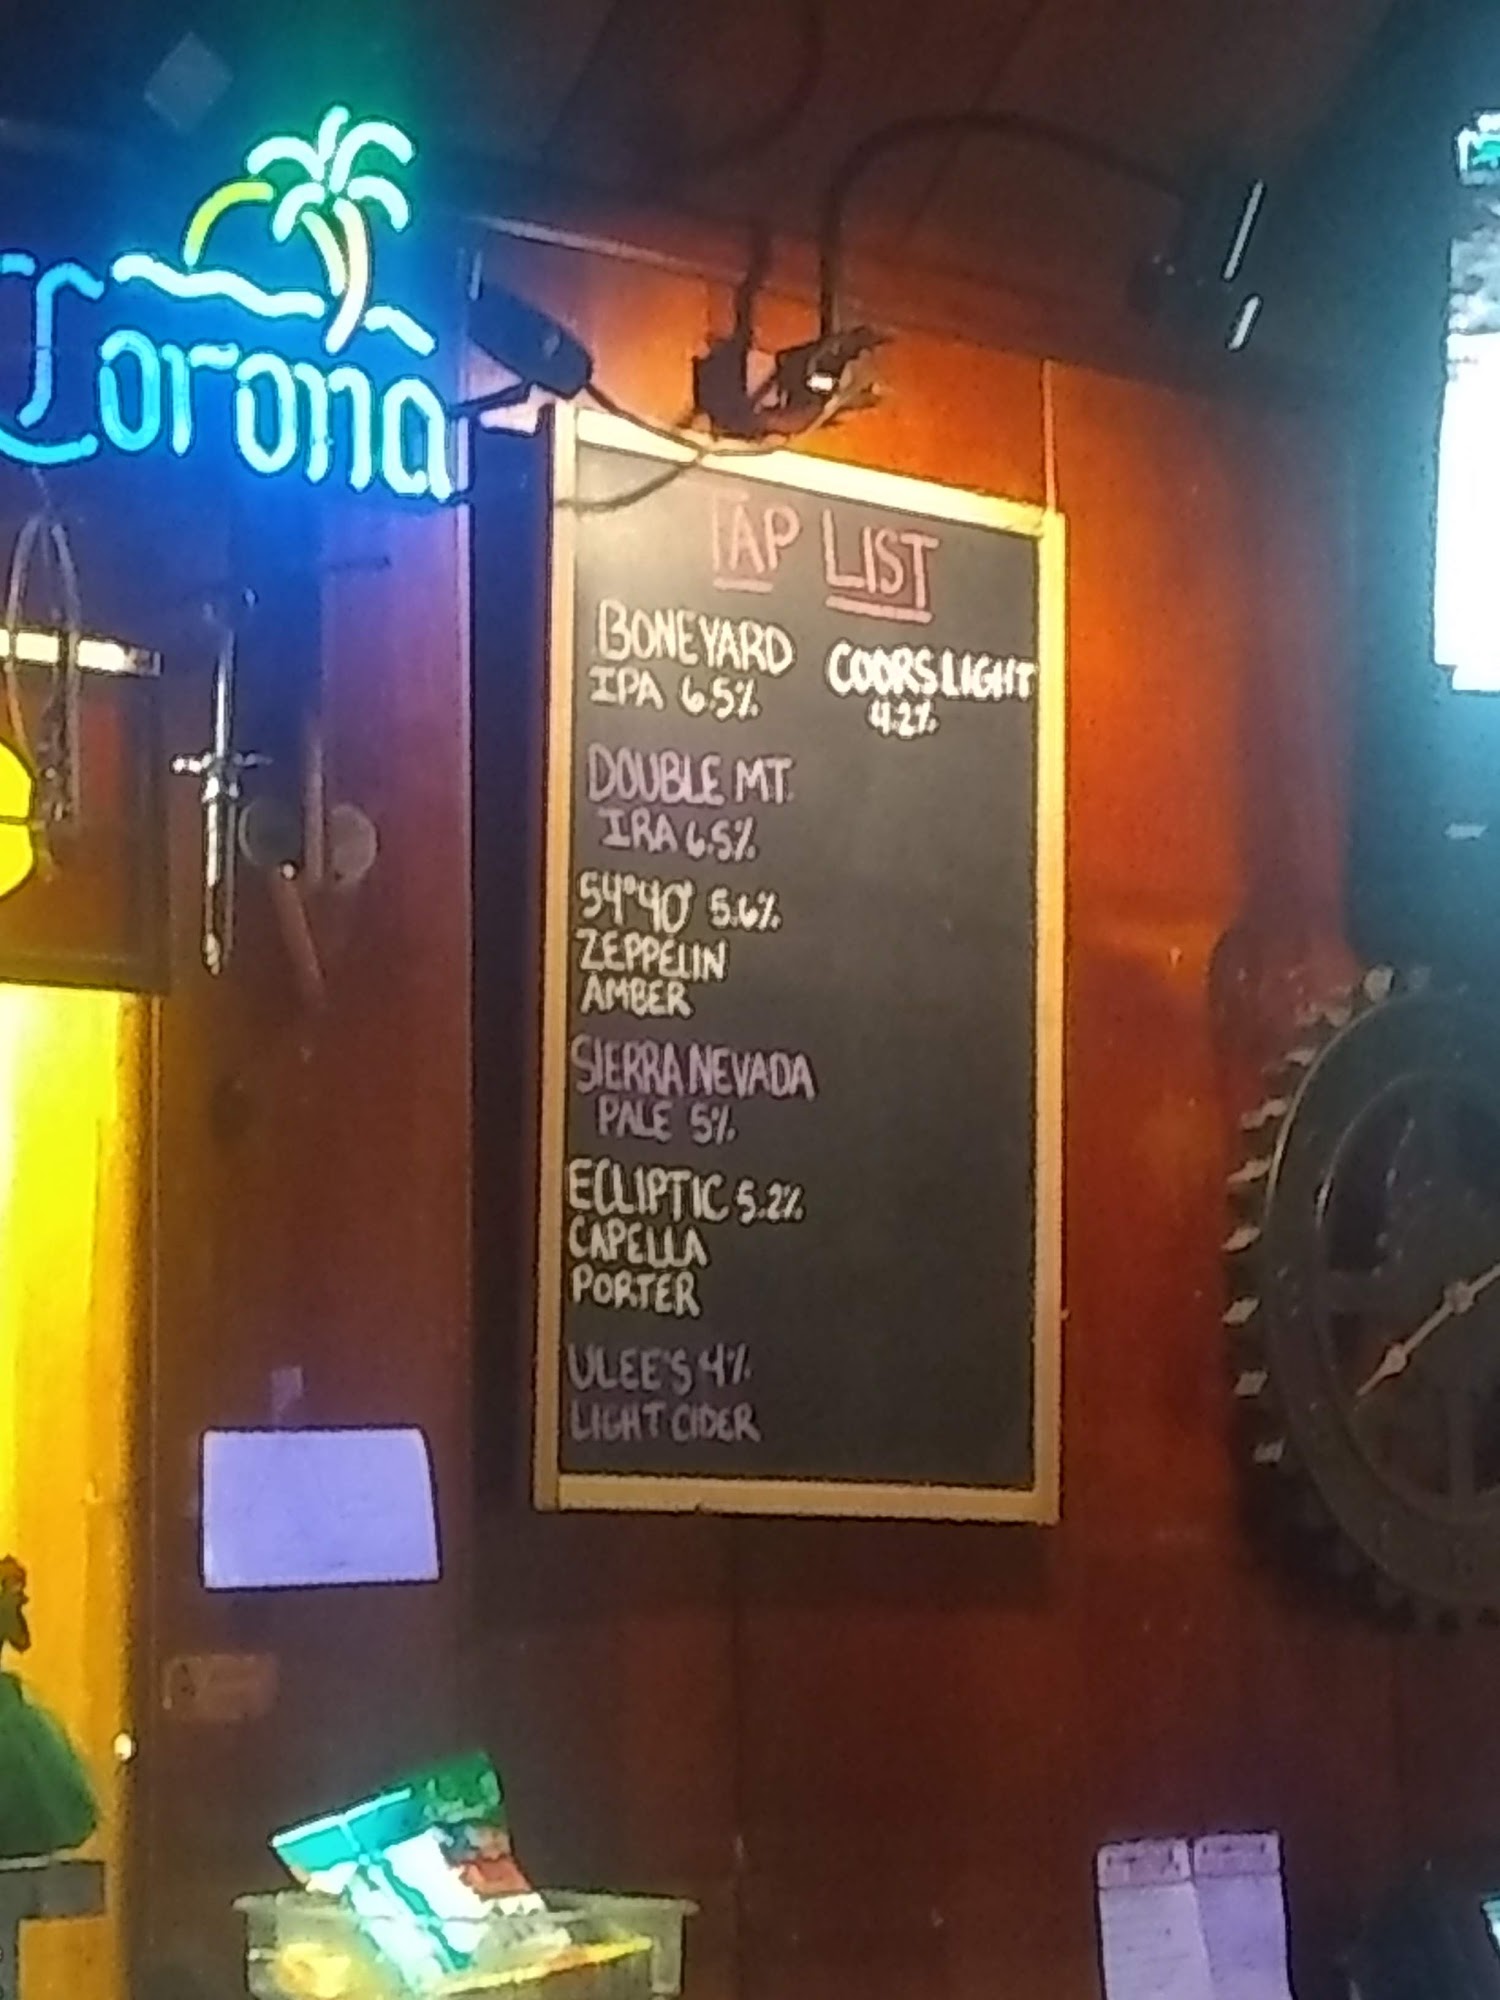 Corona
TAP LIST
BONEYARD
IPA 6.5%
COORS LIGHT
4.2%
DOUBLE MT.
IRA 6.5%
54°40' 5.6%
ZEPPELIN
AMBER
SIERRA NEVADA
PALE 5%
ECLIPTIC 5.2%
CAPELLA
PORTER
ULEE'S 4%
LIGHT CIDER